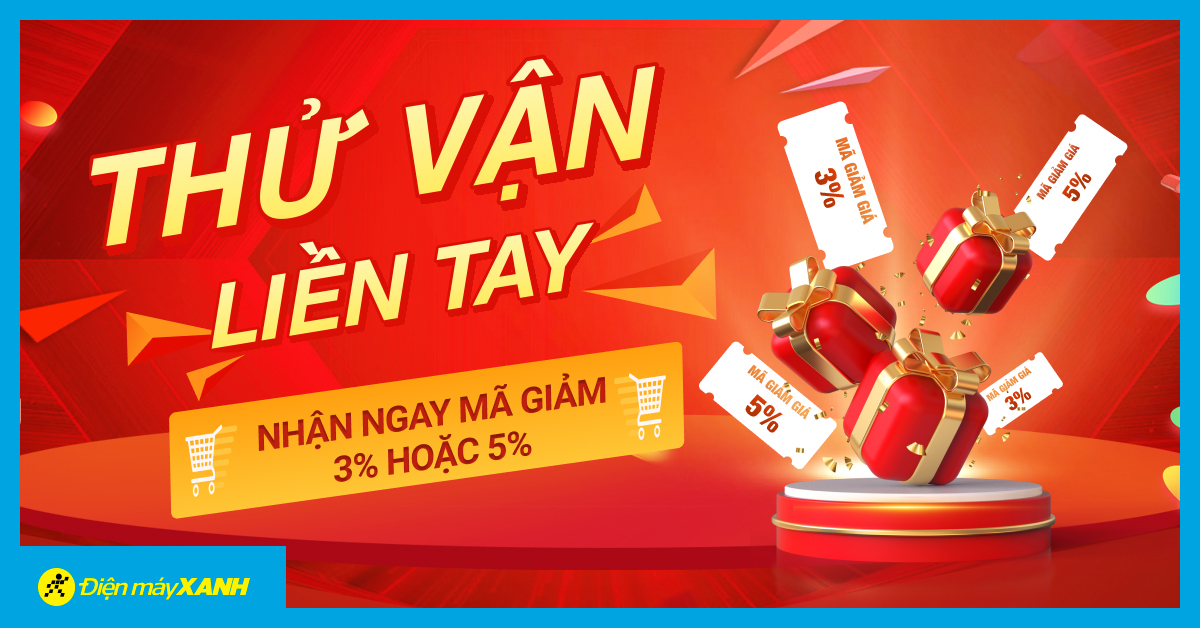 THỬ VẬN
LIỀN TAY
NHẬN NGAY MÃ GIẢM
3% HOẶC 5%
MÃ GIẢM GIÁ
3%
MÃ GIẢM GIÁ
5%
MÃ GIẢM GIÁ
5%
MÃ GIẢM GIÁ
3%
Điện máy XANH